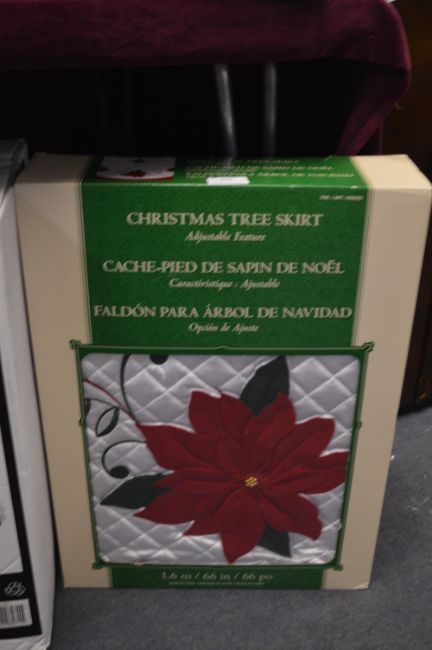 CHRISTMAS TREE SKIRT
Adjustable Feature
CACHE-PIED DE SAPIN DE NOËL
Caractéristique : Ajustable
FALDÓN PARA ÁRBOL DE NAVIDAD
Opción de Ajuste
1.6 m / 66 in / 66 po